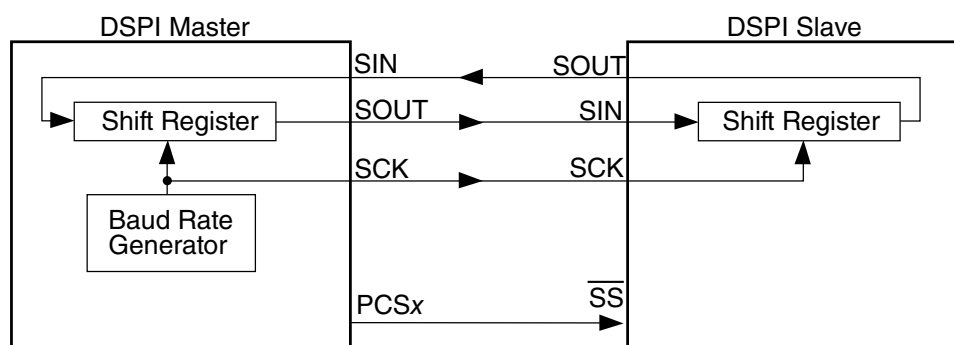 DSPI Master
DSPI Slave
SIN
SOUT
Shift Register
SOUT
SIN
Shift Register
SCK
SCK
Baud Rate
Generator
PCSx
SS